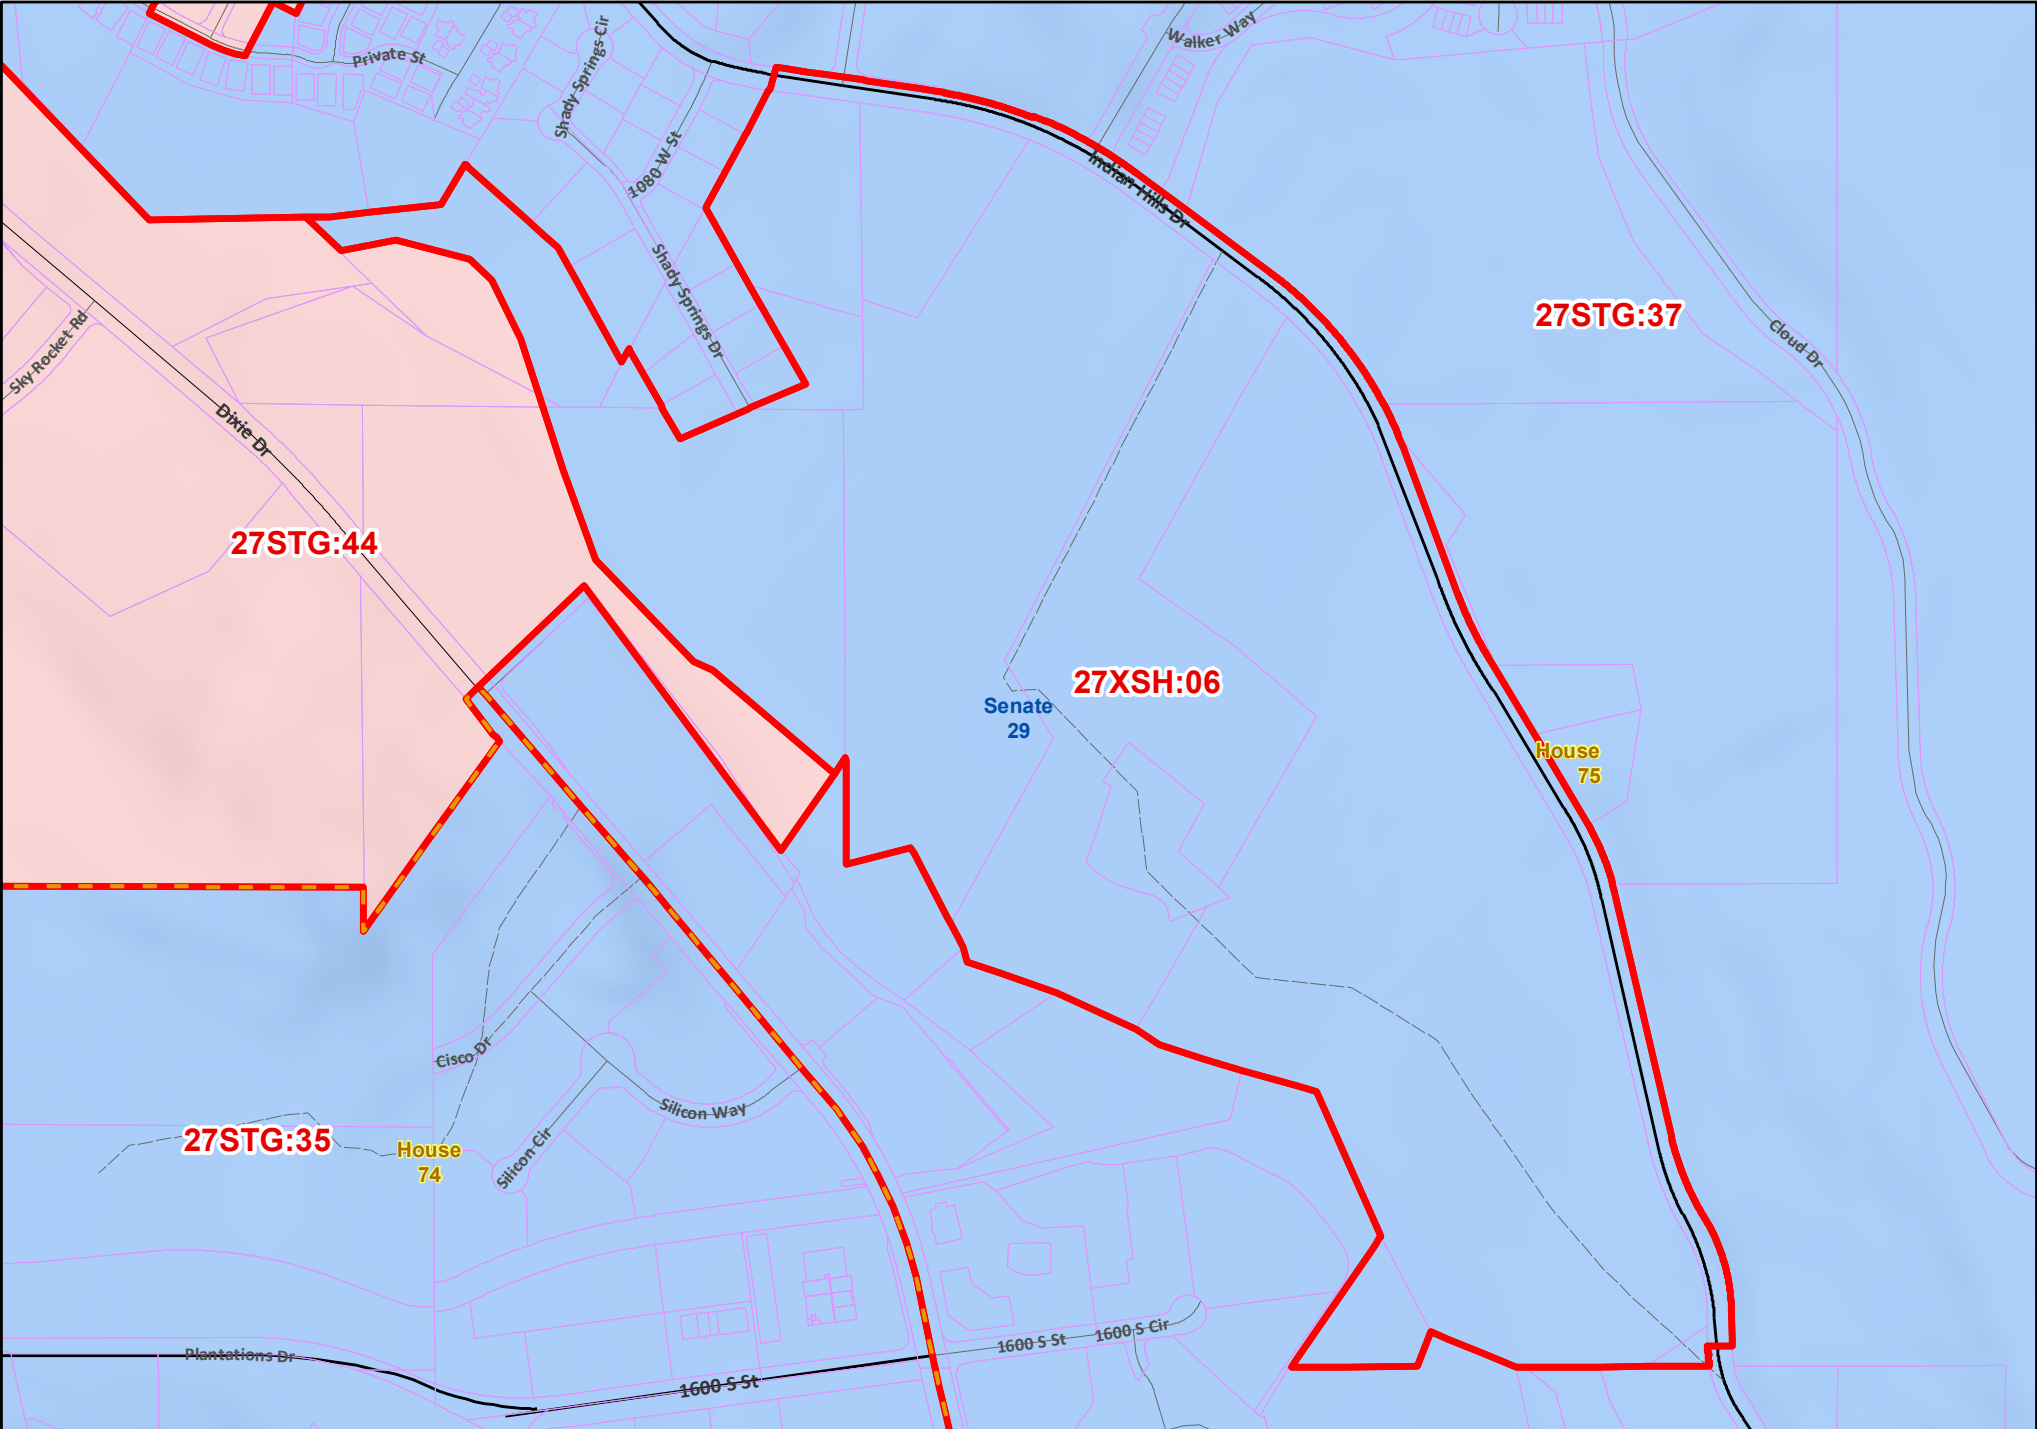 Private St
Shady Springs Cir
Walker Way
1080 W St
Indian Hills Dr
27STG:37
Shady Springs Dr
Cloud Dr
Sky Rocket Rd
Dixie Dr
27STG:44
27XSH:06
Senate
29
House
75
Cisco Dr
Silicon Way
27STG:35
House
74
Silicon Cir
1600 S St
1600 S Cir
Plantations Dr
1600 S St